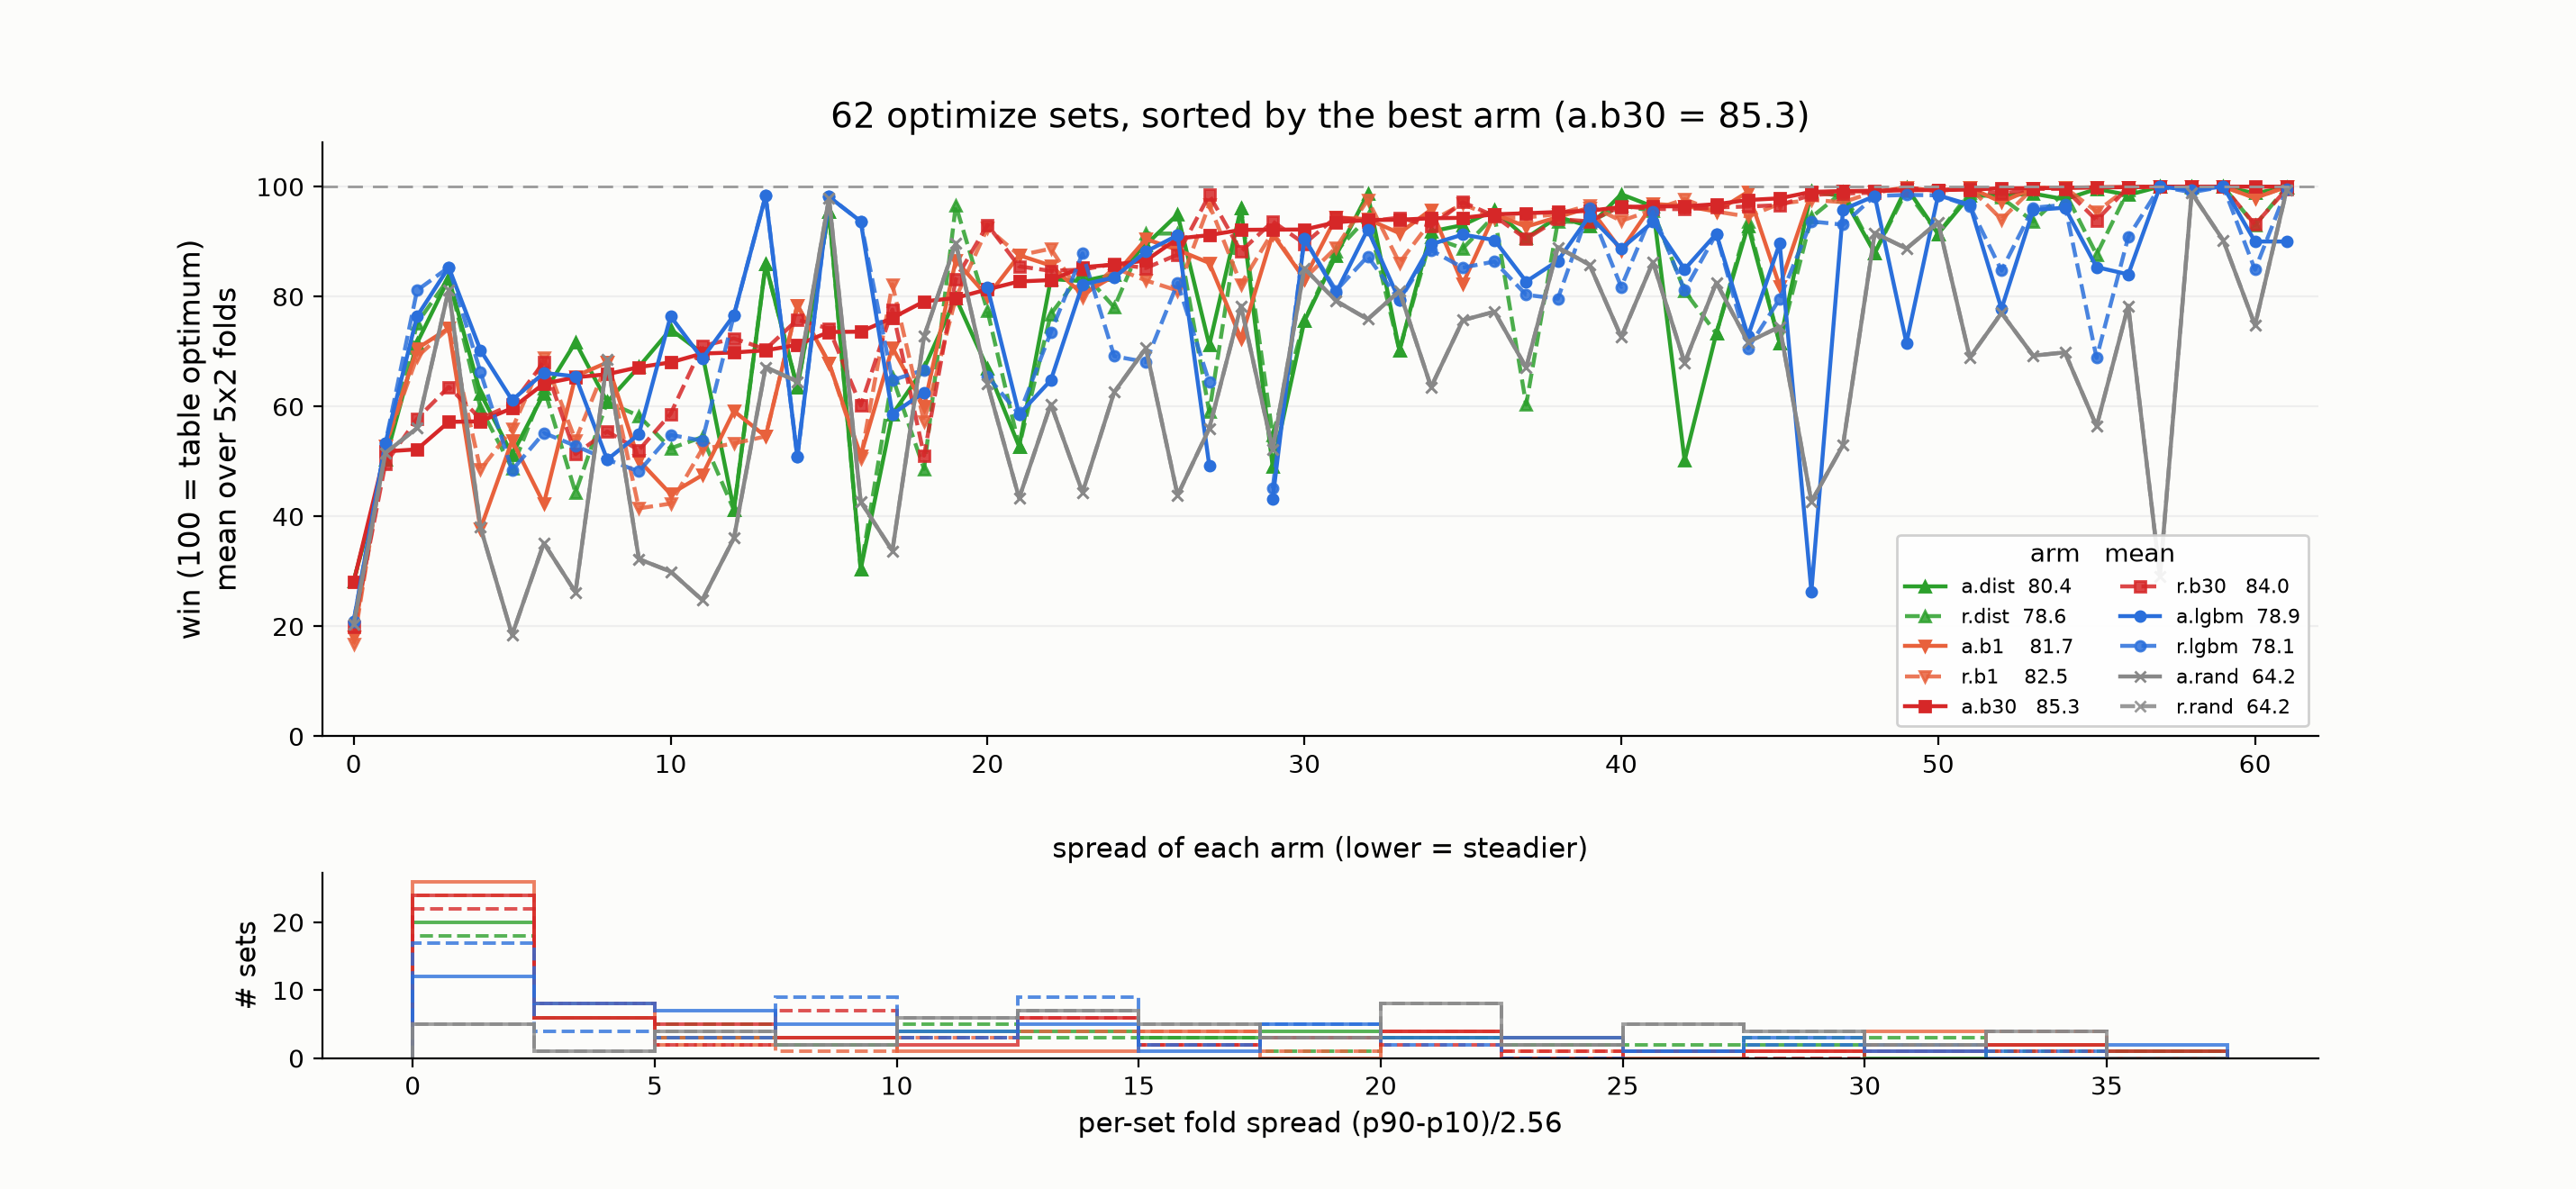 62 optimize sets, sorted by the best arm (a.b30 = 85.3)
win (100 = table optimum)
mean over 5x2 folds
100
80
60
40
20
0
0 10 20 30 40 50 60
arm mean
a.dist 80.4
r.dist 78.6
a.b1 81.7
r.b1 82.5
a.b30 85.3
r.b30 84.0
a.lgbm 78.9
r.lgbm 78.1
a.rand 64.2
r.rand 64.2
spread of each arm (lower = steadier)
# sets
20
10
0
0 5 10 15 20 25 30 35
per-set fold spread (p90-p10)/2.56